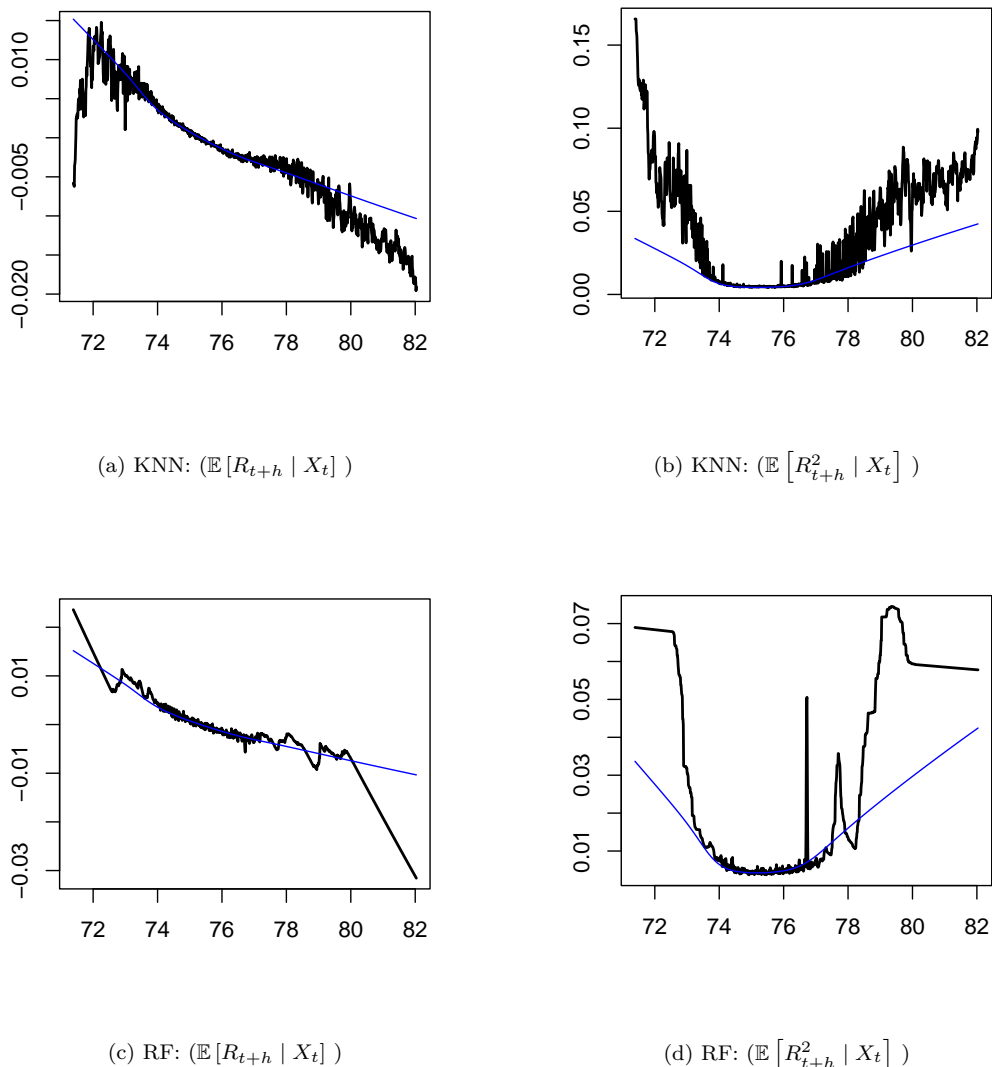 0.010
−0.005
−0.020
72 74 76 78 80 82
0.15
0.10
0.05
0.00
72 74 76 78 80 82
(a) KNN: (𝔼 [R_{t+h} | X_t] )
(b) KNN: (𝔼 [R²_{t+h} | X_t] )
0.01
−0.01
−0.03
72 74 76 78 80 82
0.07
0.05
0.03
0.01
72 74 76 78 80 82
(c) RF: (𝔼 [R_{t+h} | X_t] )
(d) RF: (𝔼 [R²_{t+h} | X_t] )